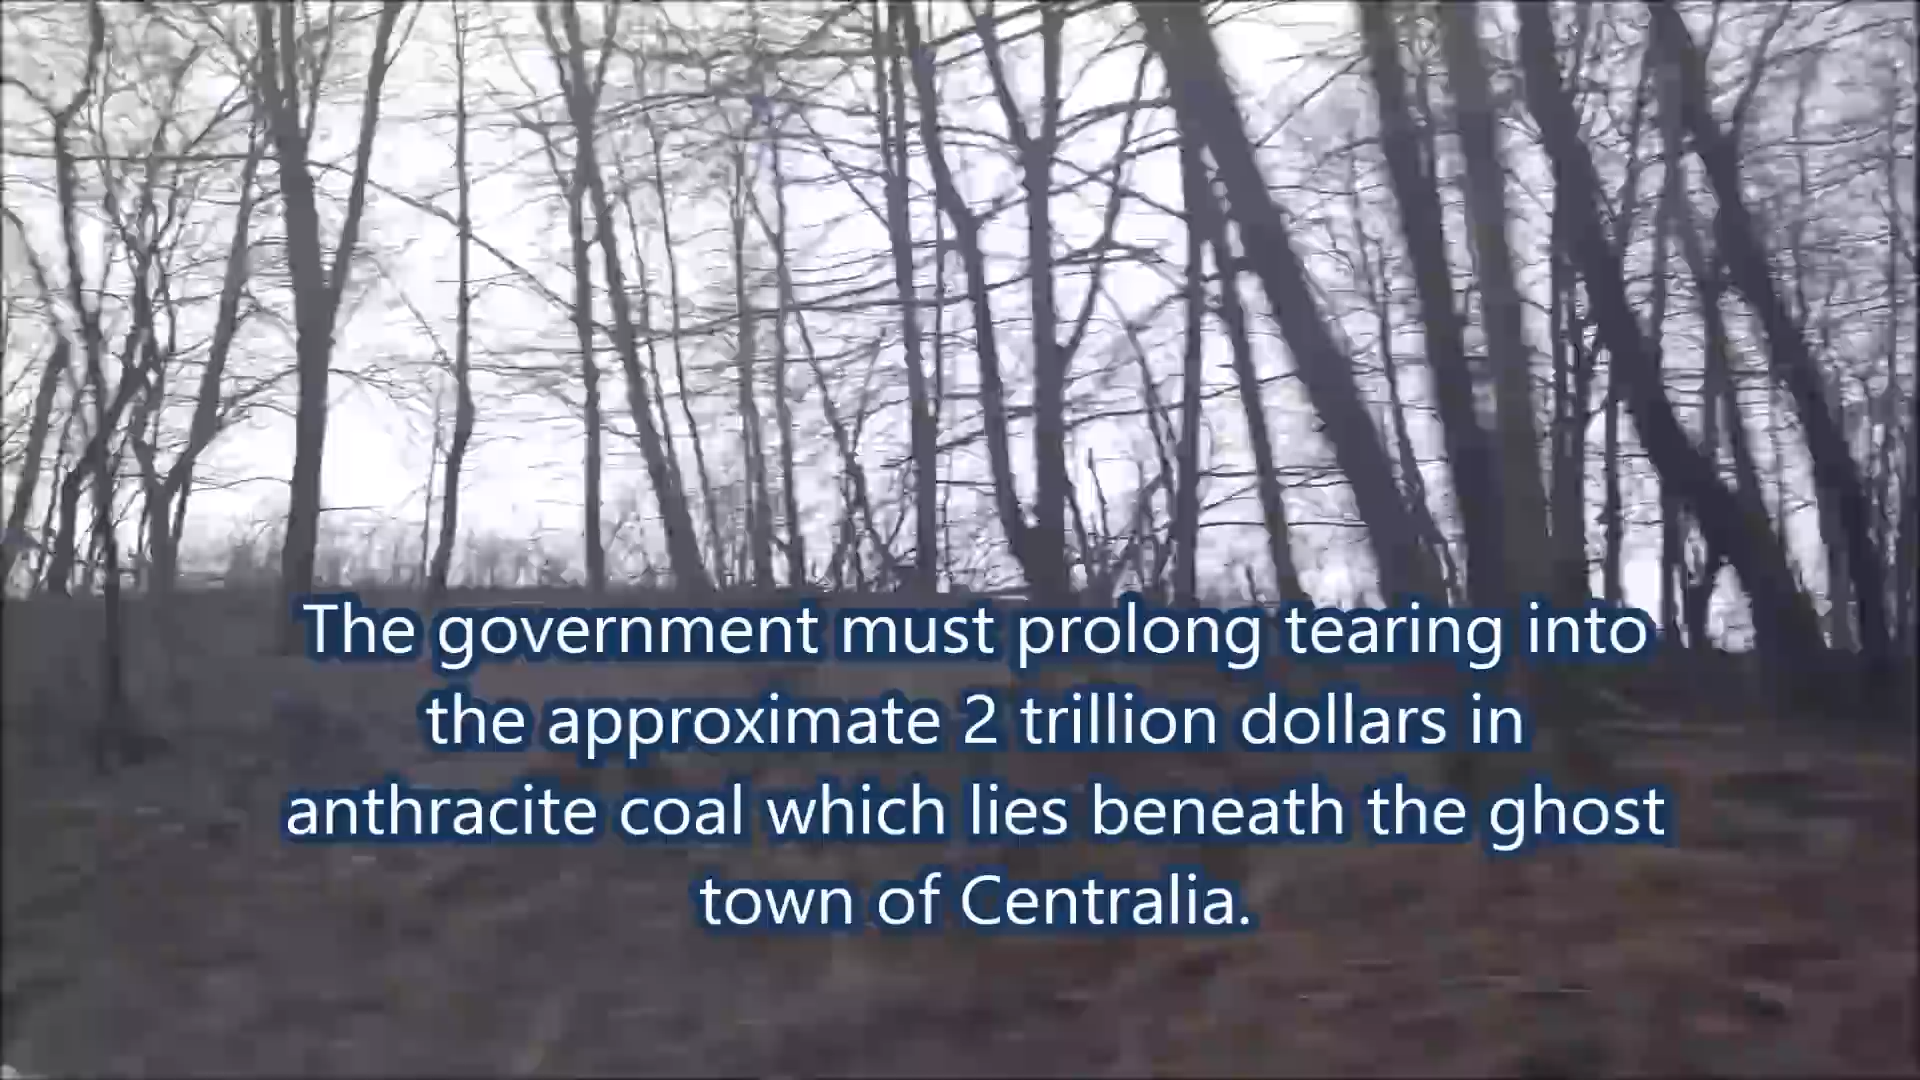 The government must prolong tearing into
the approximate 2 trillion dollars in
anthracite coal which lies beneath the ghost
town of Centralia.